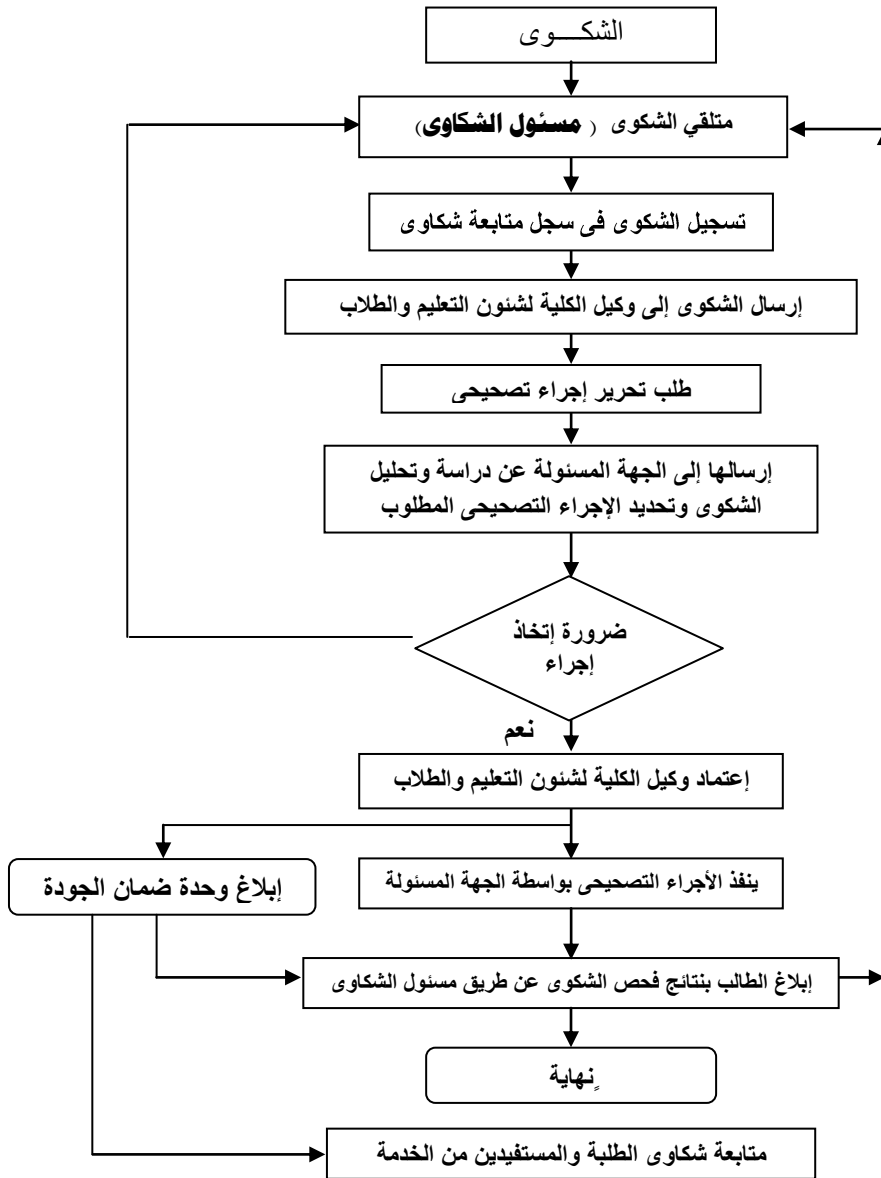 الشكـــوى
متلقي الشكوى ( مسئول الشكاوى)
تسجيل الشكوى فى سجل متابعة شكاوى
إرسال الشكوى إلى وكيل الكلية لشئون التعليم والطلاب
طلب تحرير إجراء تصحيحى
إرسالها إلى الجهة المسئولة عن دراسة وتحليل
الشكوى وتحديد الإجراء التصحيحى المطلوب
ضرورة إتخاذ
إجراء
نعم
إعتماد وكيل الكلية لشئون التعليم والطلاب
ينفذ الأجراء التصحيحى بواسطة الجهة المسئولة
إبلاغ وحدة ضمان الجودة
إبلاغ الطالب بنتائج فحص الشكوى عن طريق مسئول الشكاوى
نهاية
متابعة شكاوى الطلبة والمستفيدين من الخدمة